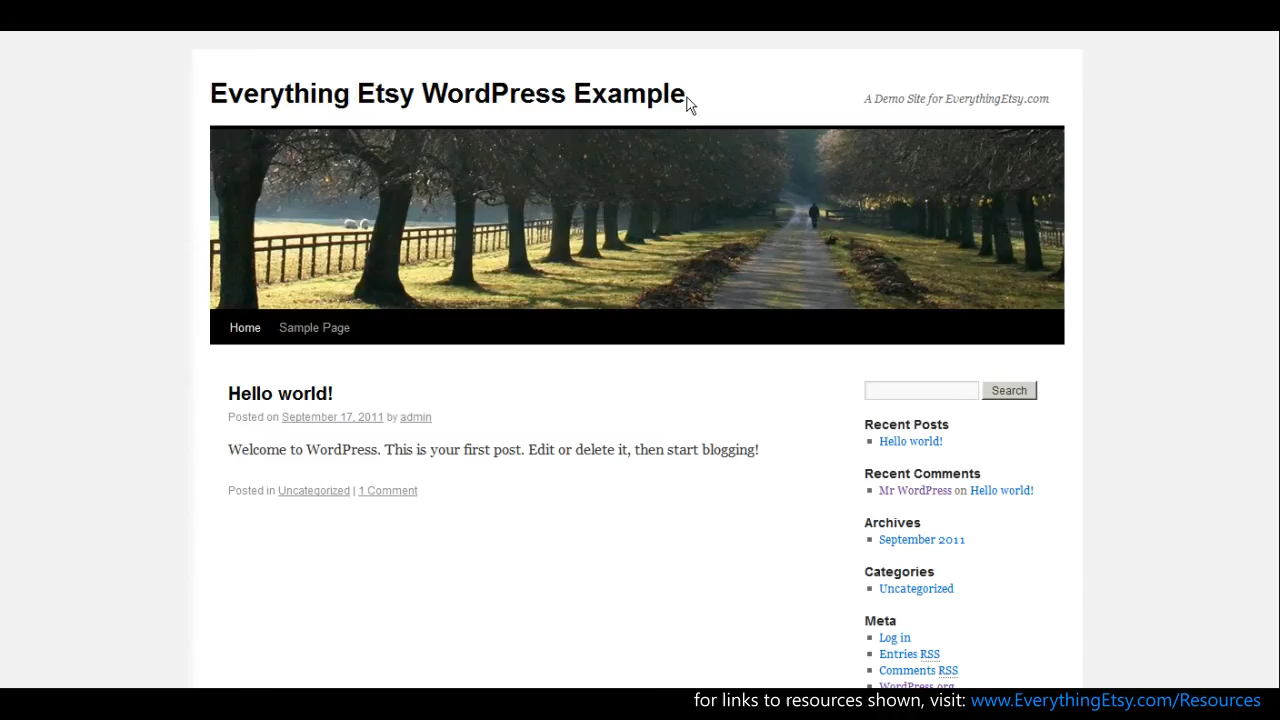 Everything Etsy WordPress Example
A Demo Site for EverythingEtsy.com
Home Sample Page
Hello world!
Posted on September 17, 2011 by admin
Welcome to WordPress. This is your first post. Edit or delete it, then start blogging!
Posted in Uncategorized | 1 Comment
Search
Recent Posts
Hello world!
Recent Comments
Mr WordPress on Hello world!
Archives
September 2011
Categories
Uncategorized
Meta
Log in
Entries RSS
Comments RSS
WordPress.org
for links to resources shown, visit: www.EverythingEtsy.com/Resources